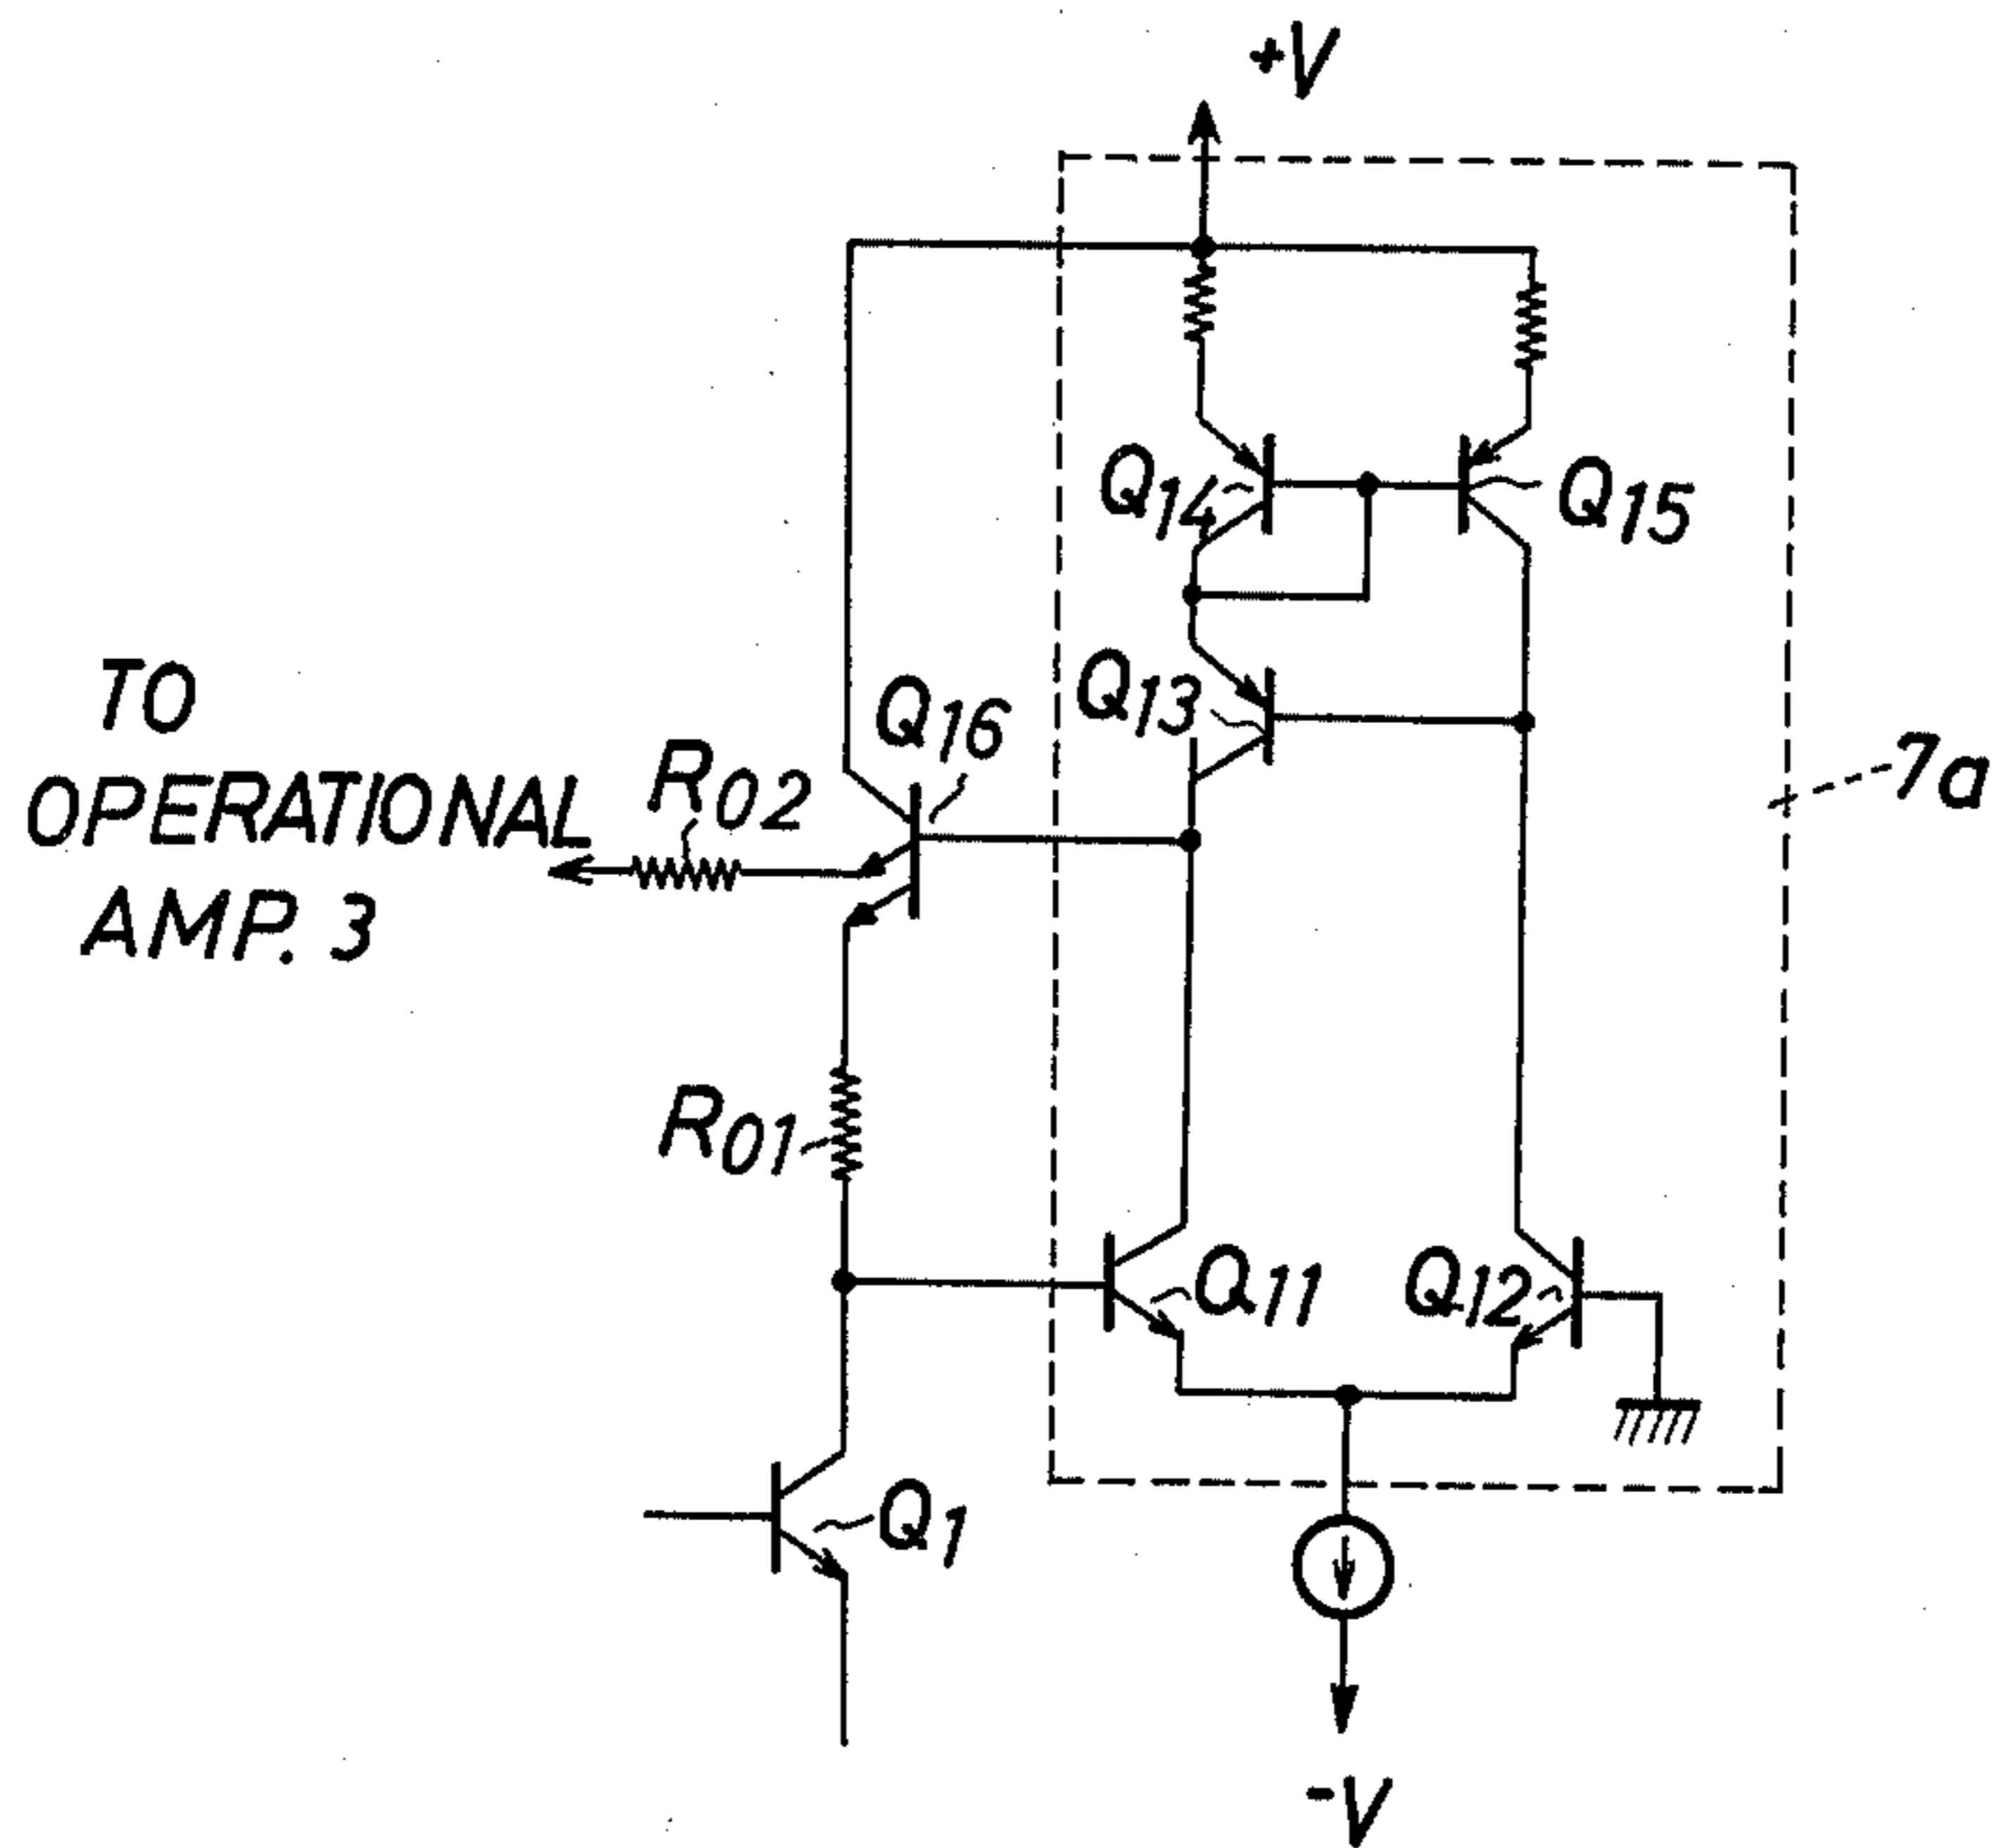 +V
Q14
Q15
Q13
7a
TO
OPERATIONAL
AMP. 3
R02
Q16
R01
Q11
Q12
Q1
-V